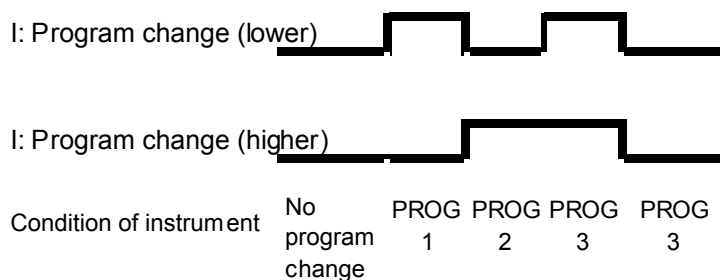 I: Program change (lower)
I: Program change (higher)
Condition of instrument
No program change
PROG 1
PROG 2
PROG 3
PROG 3